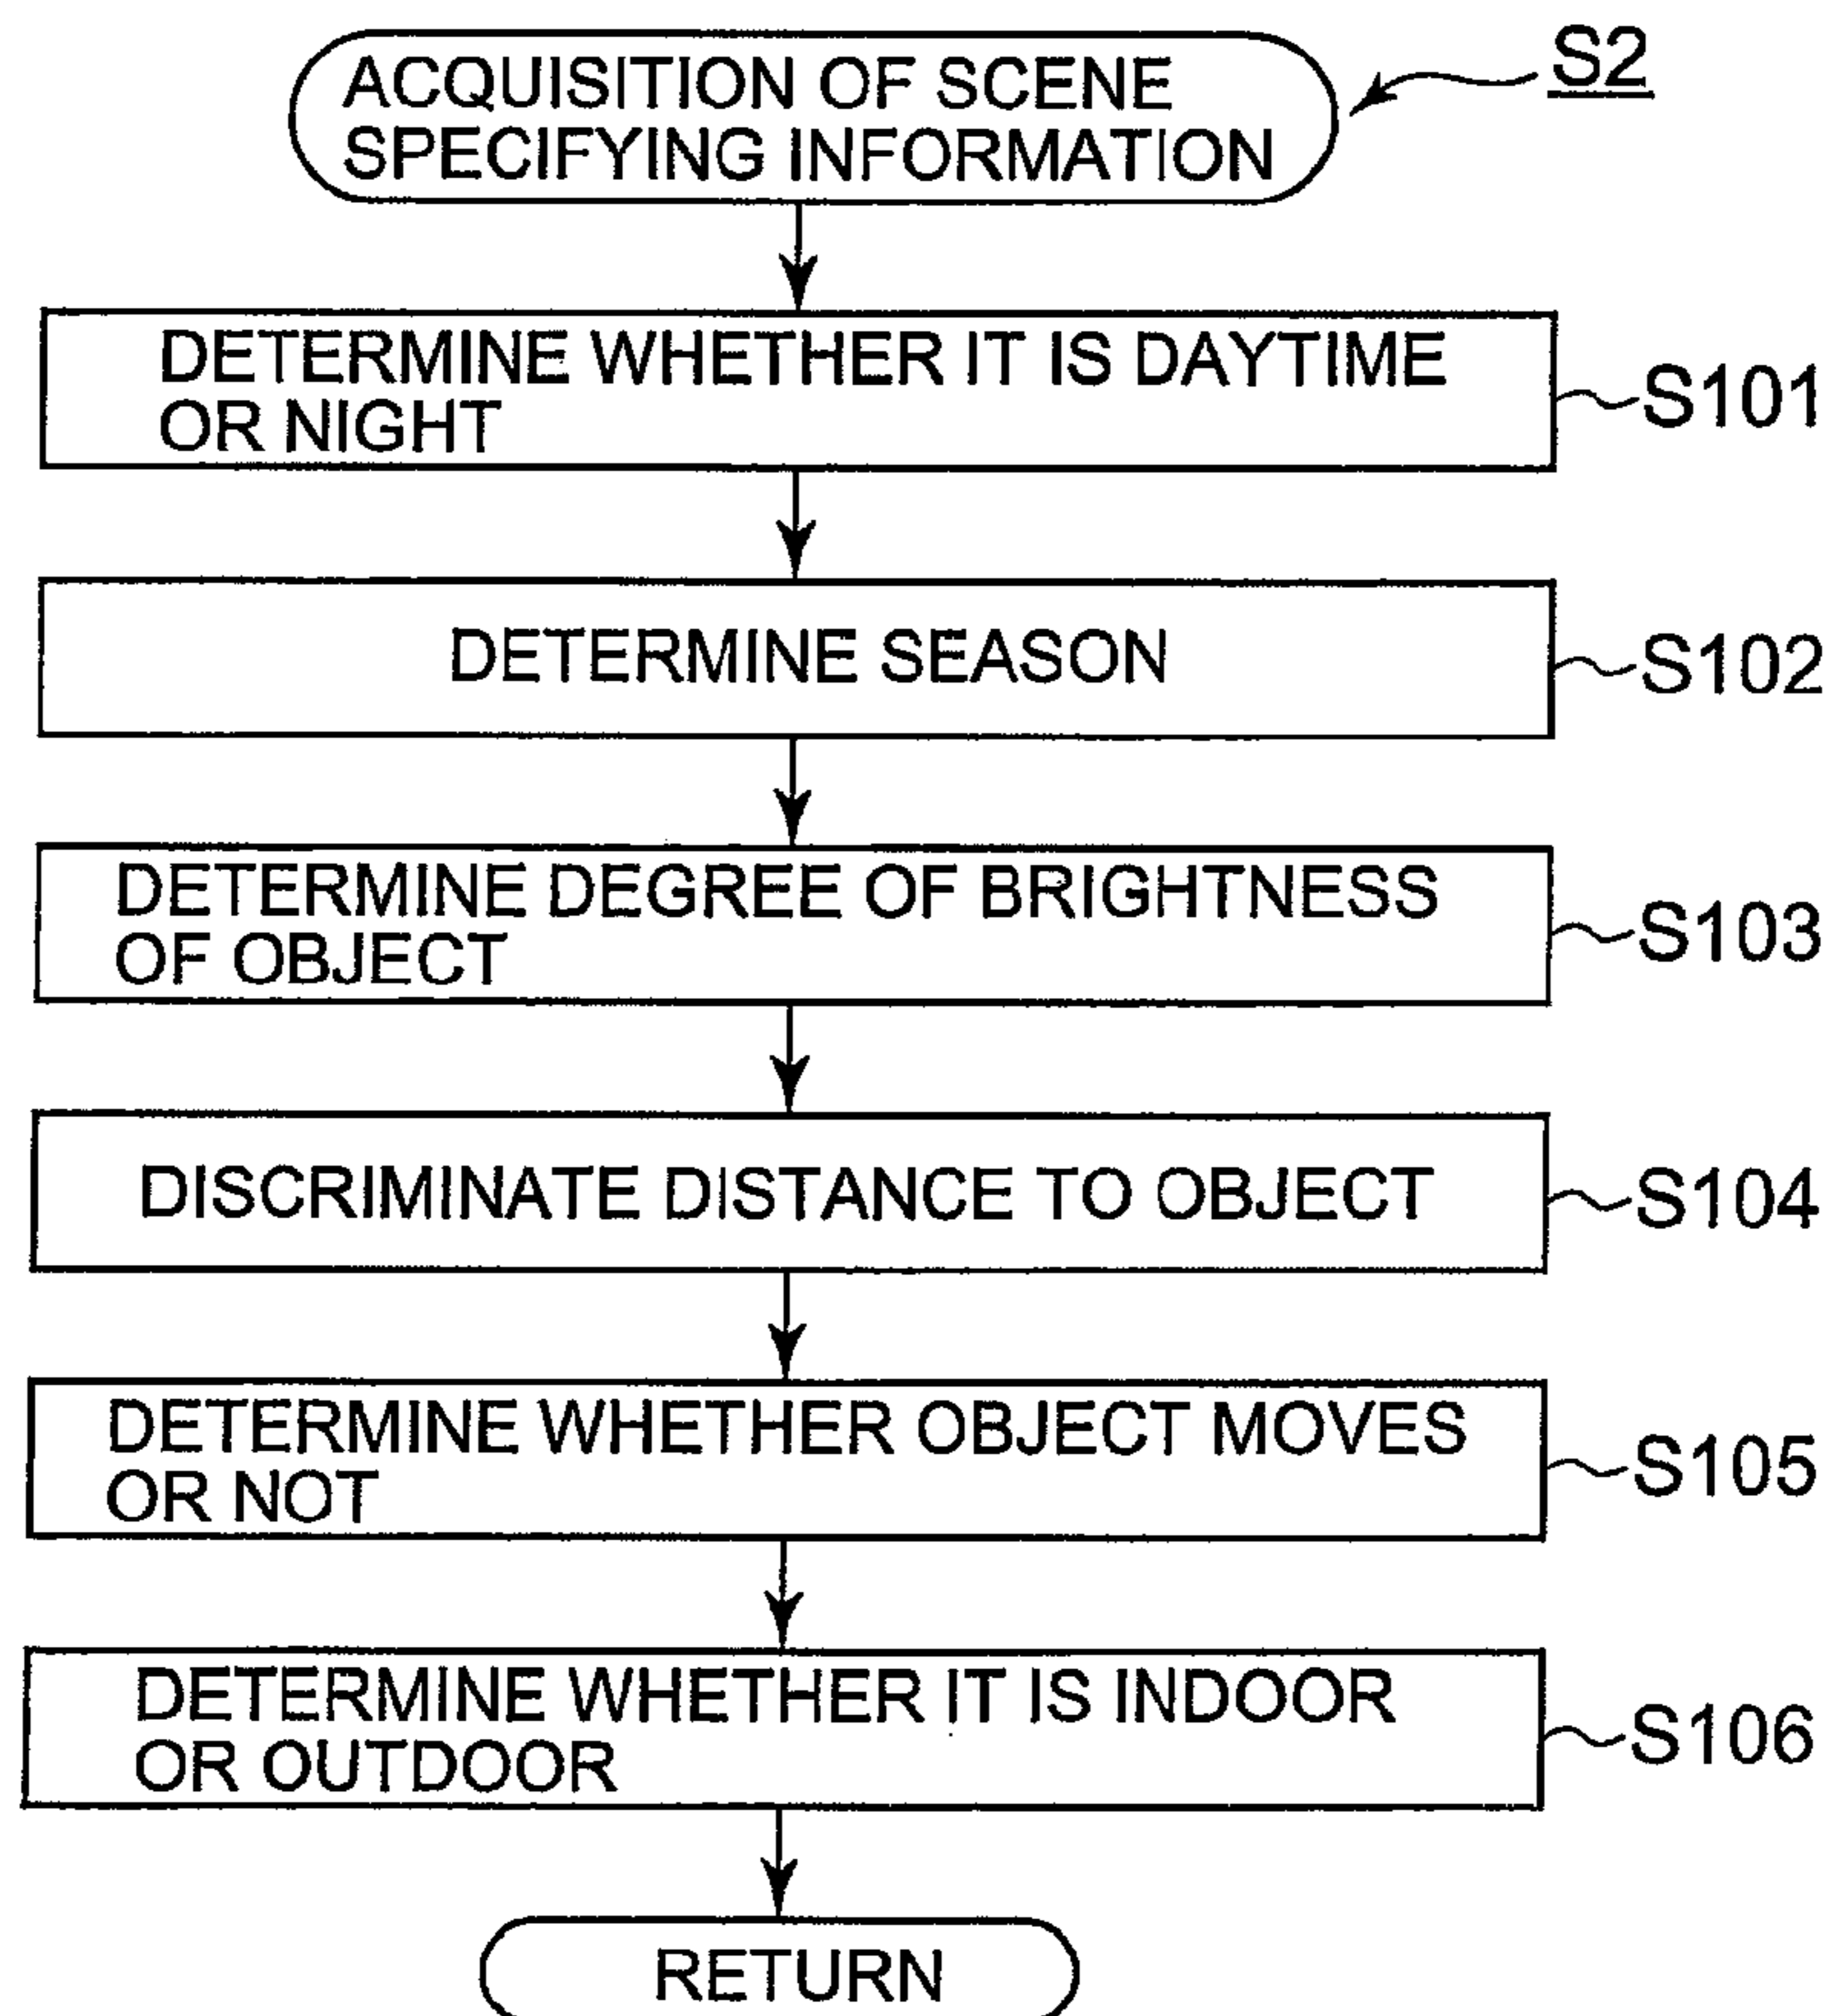 ACQUISITION OF SCENE
SPECIFYING INFORMATION
S2
DETERMINE WHETHER IT IS DAYTIME
OR NIGHT
S101
DETERMINE SEASON
S102
DETERMINE DEGREE OF BRIGHTNESS
OF OBJECT
S103
DISCRIMINATE DISTANCE TO OBJECT
S104
DETERMINE WHETHER OBJECT MOVES
OR NOT
S105
DETERMINE WHETHER IT IS INDOOR
OR OUTDOOR
S106
RETURN